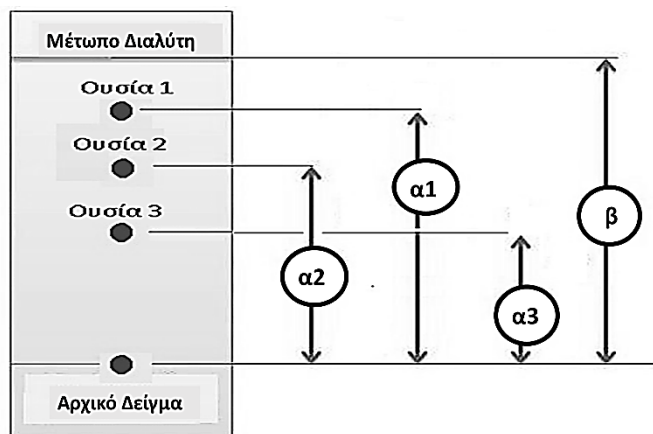 Μέτωπο Διαλύτη
Ουσία 1
Ουσία 2
Ουσία 3
α1
α2
α3
β
Αρχικό Δείγμα